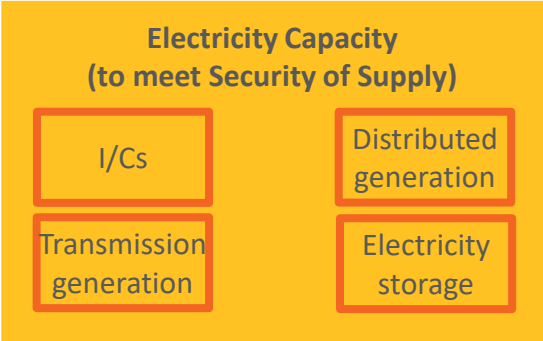 Electricity Capacity
(to meet Security of Supply)
I/Cs
Distributed
generation
Transmission
generation
Electricity
storage